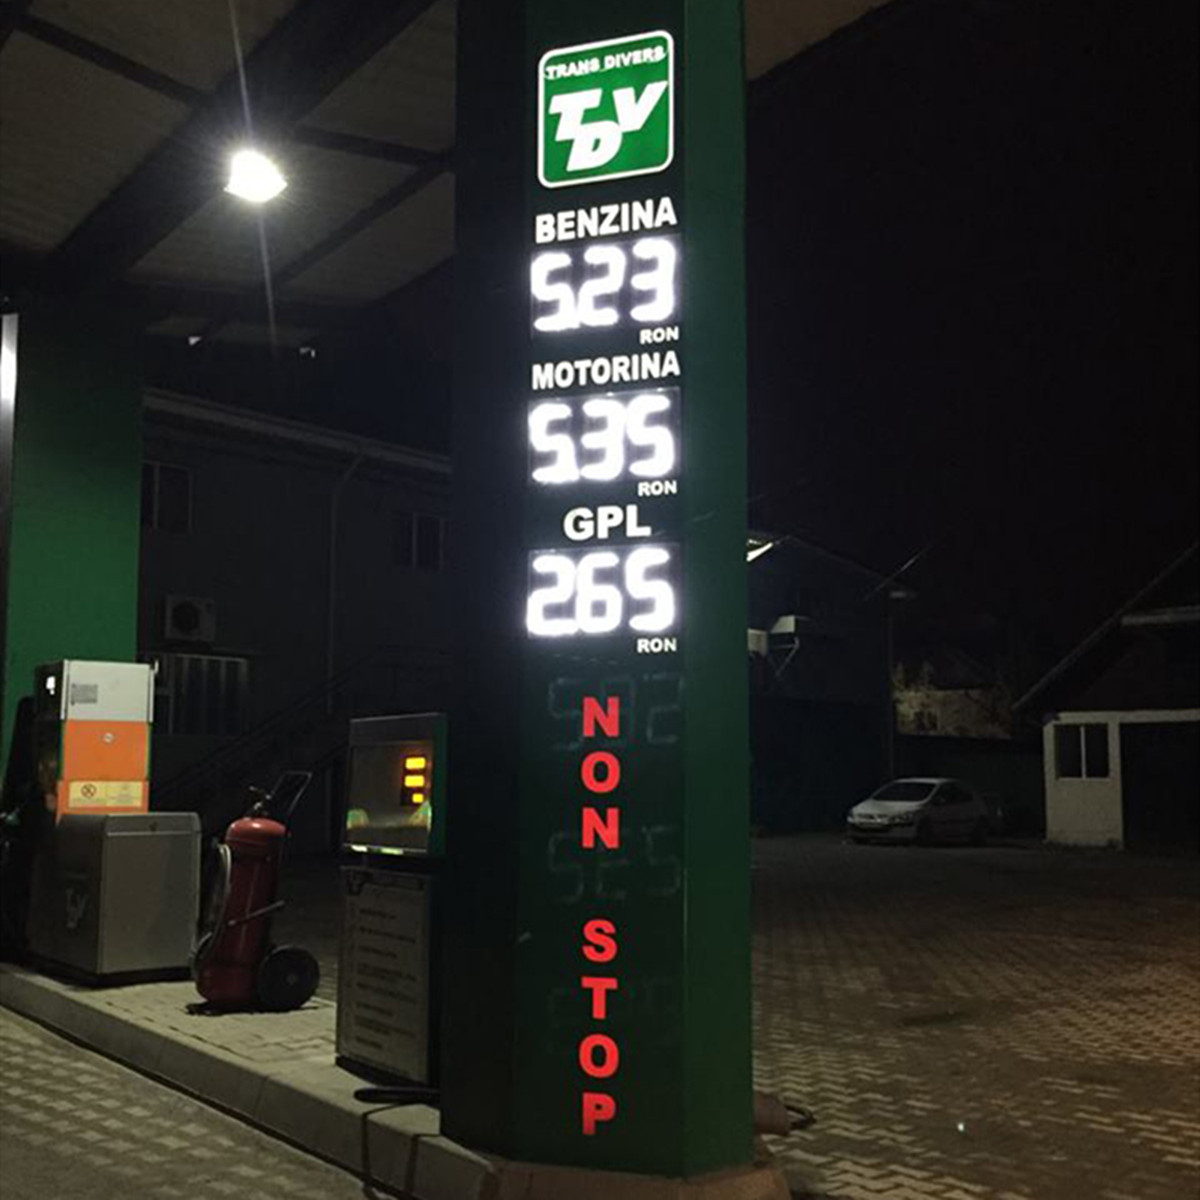 TRANS DIVERS
TDV
BENZINA
5.23
RON
MOTORINA
5.35
RON
GPL
2.65
RON
NON
STOP